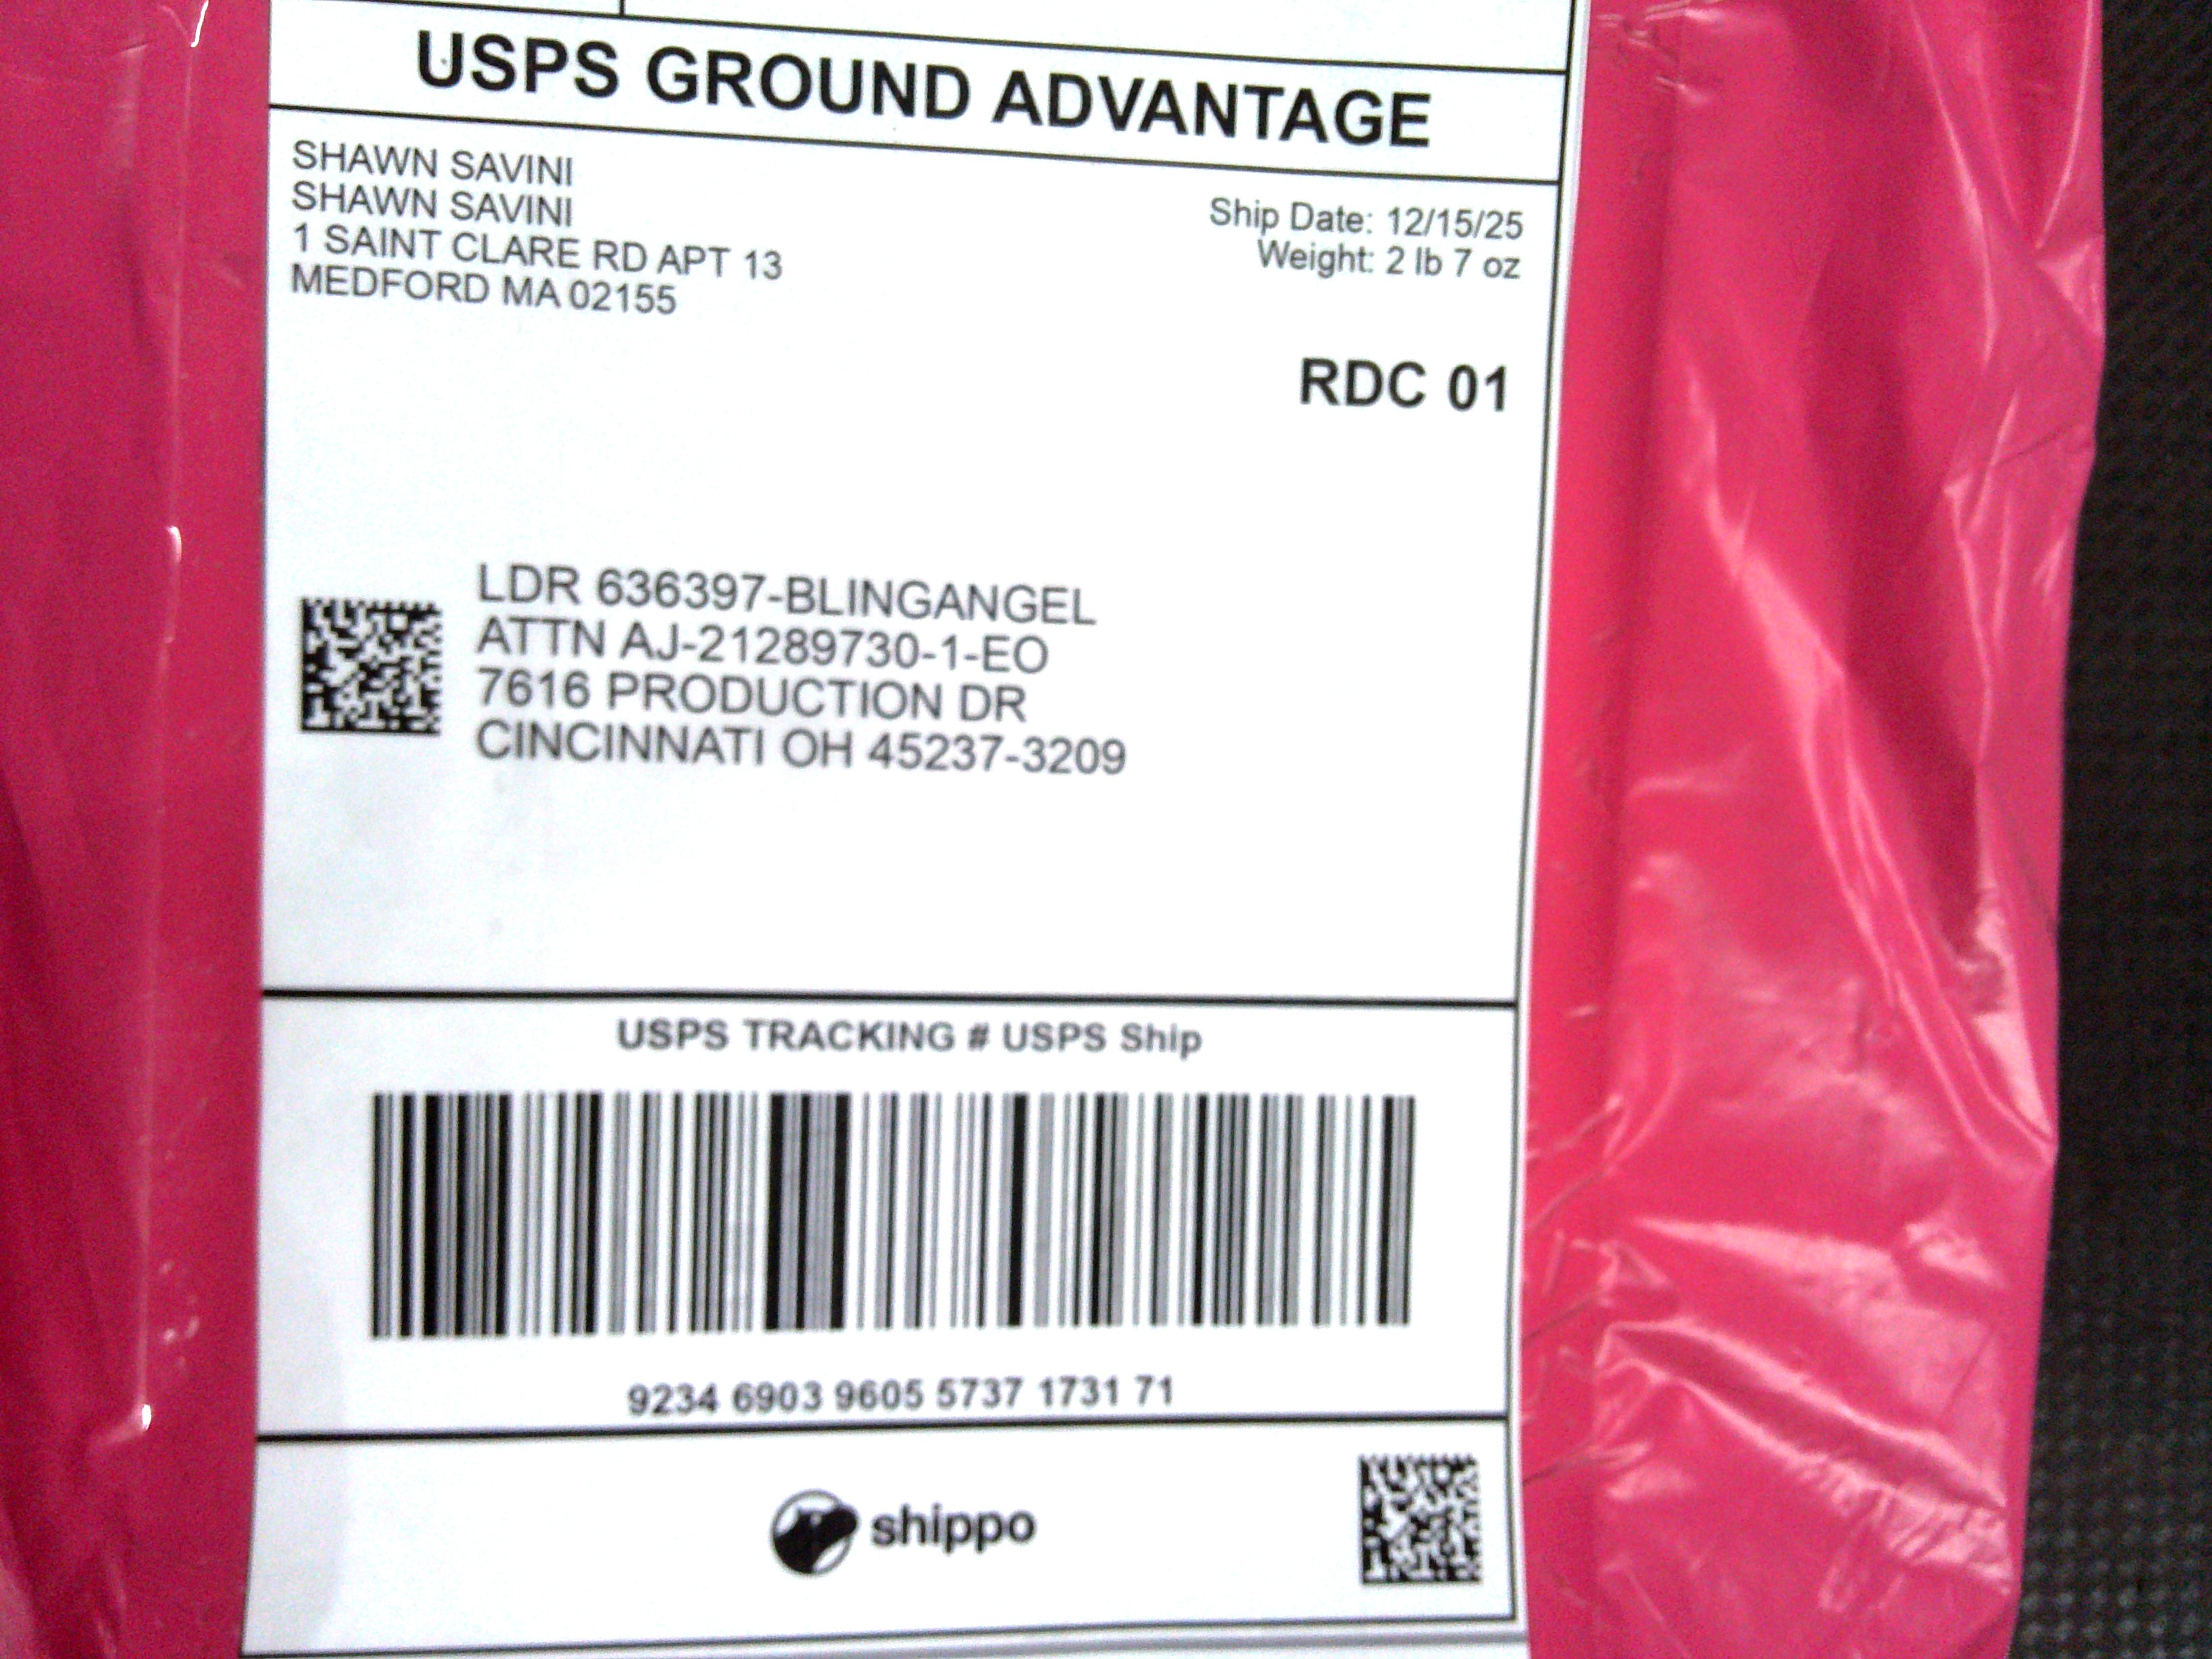 USPS GROUND ADVANTAGE
SHAWN SAVINI
SHAWN SAVINI
1 SAINT CLARE RD APT 13
MEDFORD MA 02155
Ship Date: 12/15/25
Weight: 2 lb 7 oz
RDC 01
LDR 636397-BLINGANGEL
ATTN AJ-21289730-1-EO
7616 PRODUCTION DR
CINCINNATI OH 45237-3209
USPS TRACKING # USPS Ship
9234 6903 9605 5737 1731 71
shippo